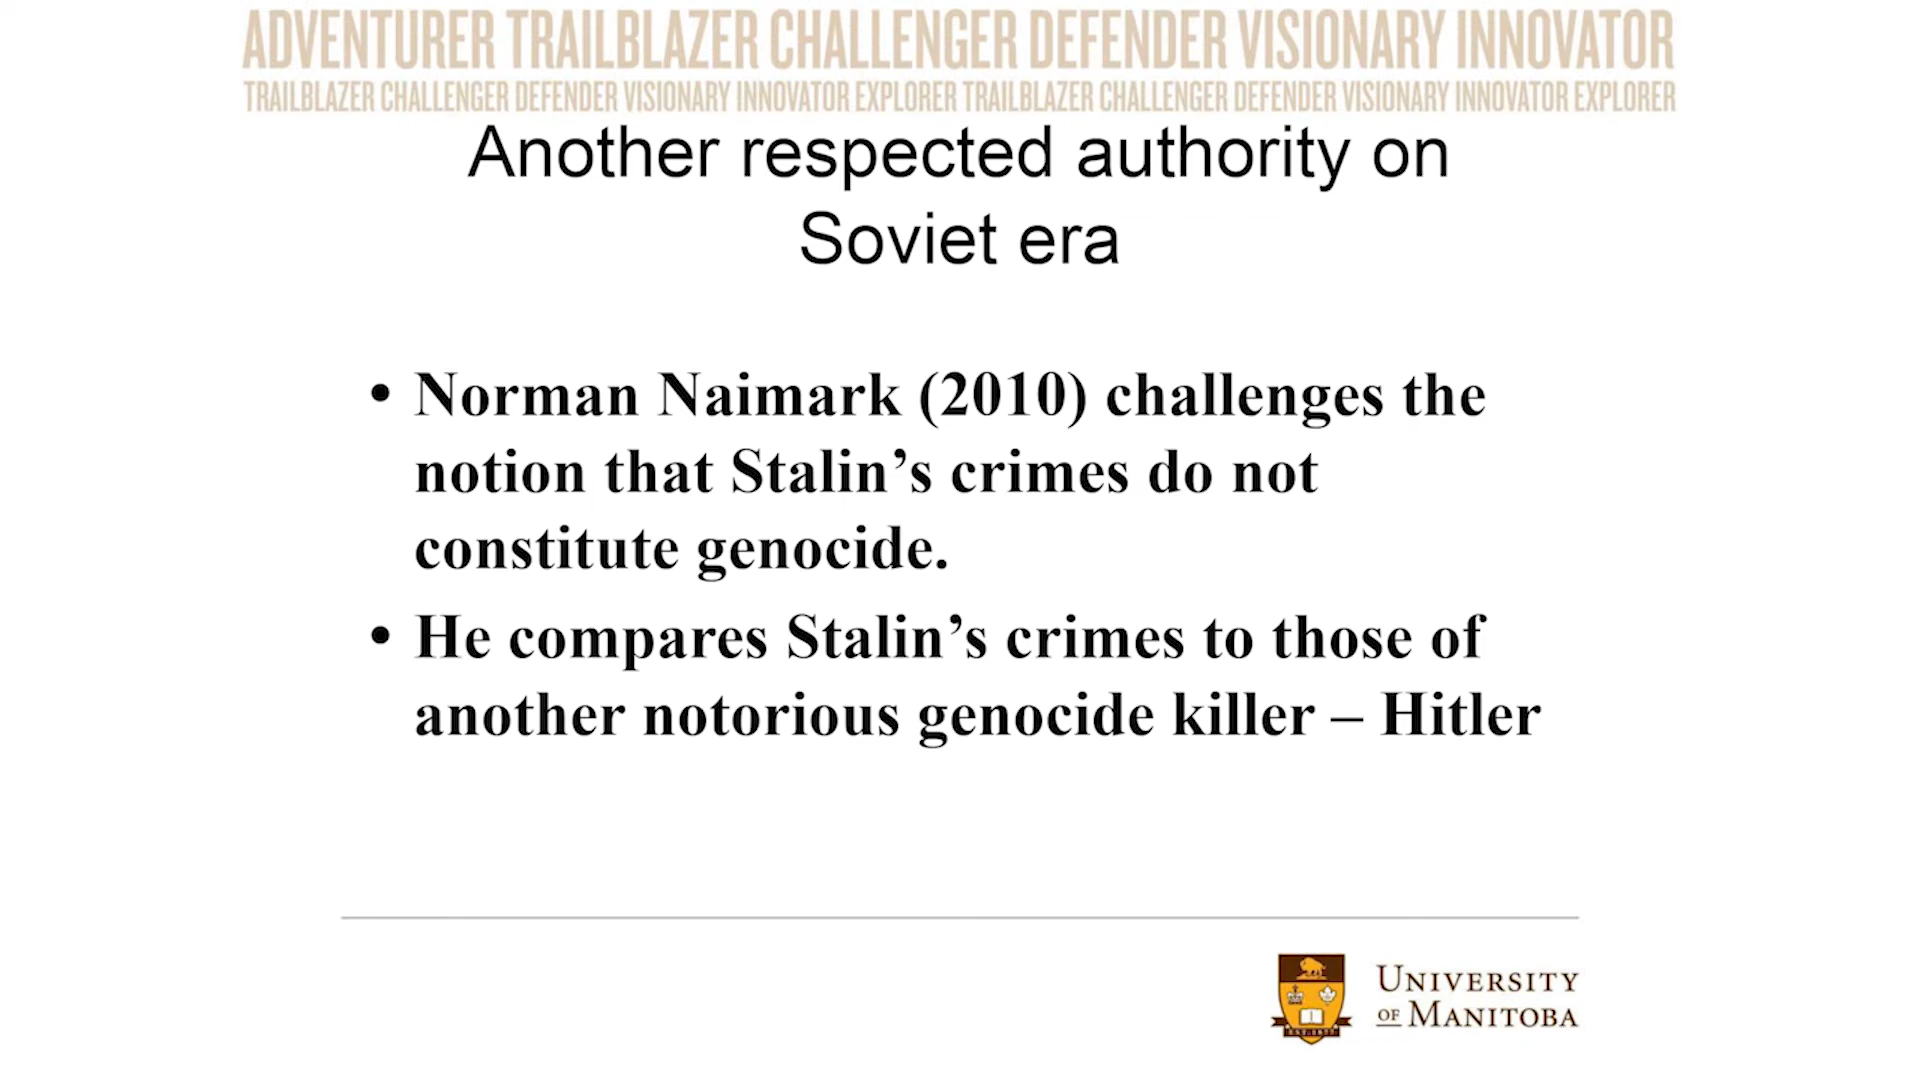 ADVENTURER TRAILBLAZER CHALLENGER DEFENDER VISIONARY INNOVATOR
TRAILBLAZER CHALLENGER DEFENDER VISIONARY INNOVATOR EXPLORER TRAILBLAZER CHALLENGER DEFENDER VISIONARY INNOVATOR EXPLORER
Another respected authority on
Soviet era
• Norman Naimark (2010) challenges the
notion that Stalin’s crimes do not
constitute genocide.
• He compares Stalin’s crimes to those of
another notorious genocide killer – Hitler
UNIVERSITY
OF MANITOBA